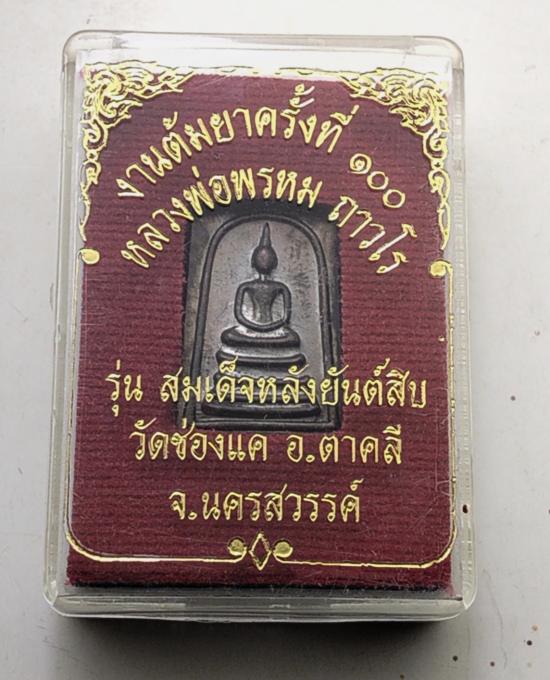 งานต้มยาครั้งที่ ๑๐๐
หลวงพ่อพรหม ถาวโร
รุ่น สมเด็จหลังยันต์สิบ
วัดช่องแค อ.ตาคลี
จ.นครสวรรค์